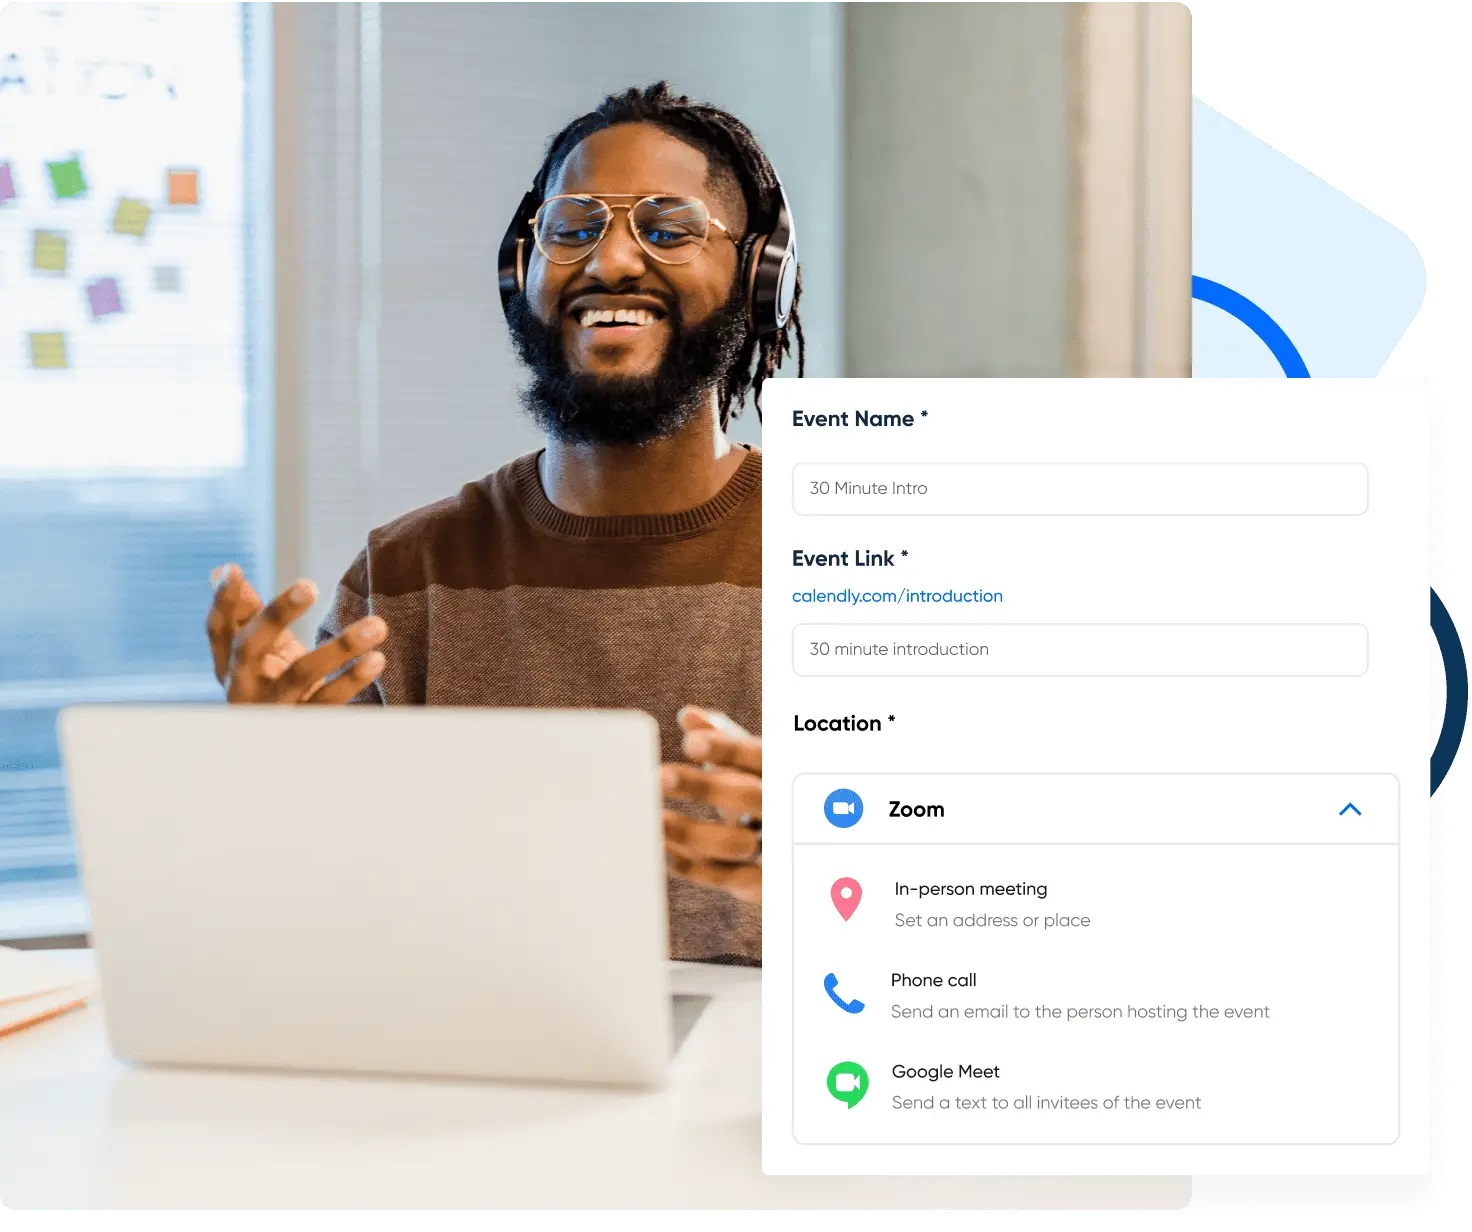 Event Name *
30 Minute Intro
Event Link *
calendly.com/introduction
30 minute introduction
Location *
Zoom
In-person meeting
Set an address or place
Phone call
Send an email to the person hosting the event
Google Meet
Send a text to all invitees of the event